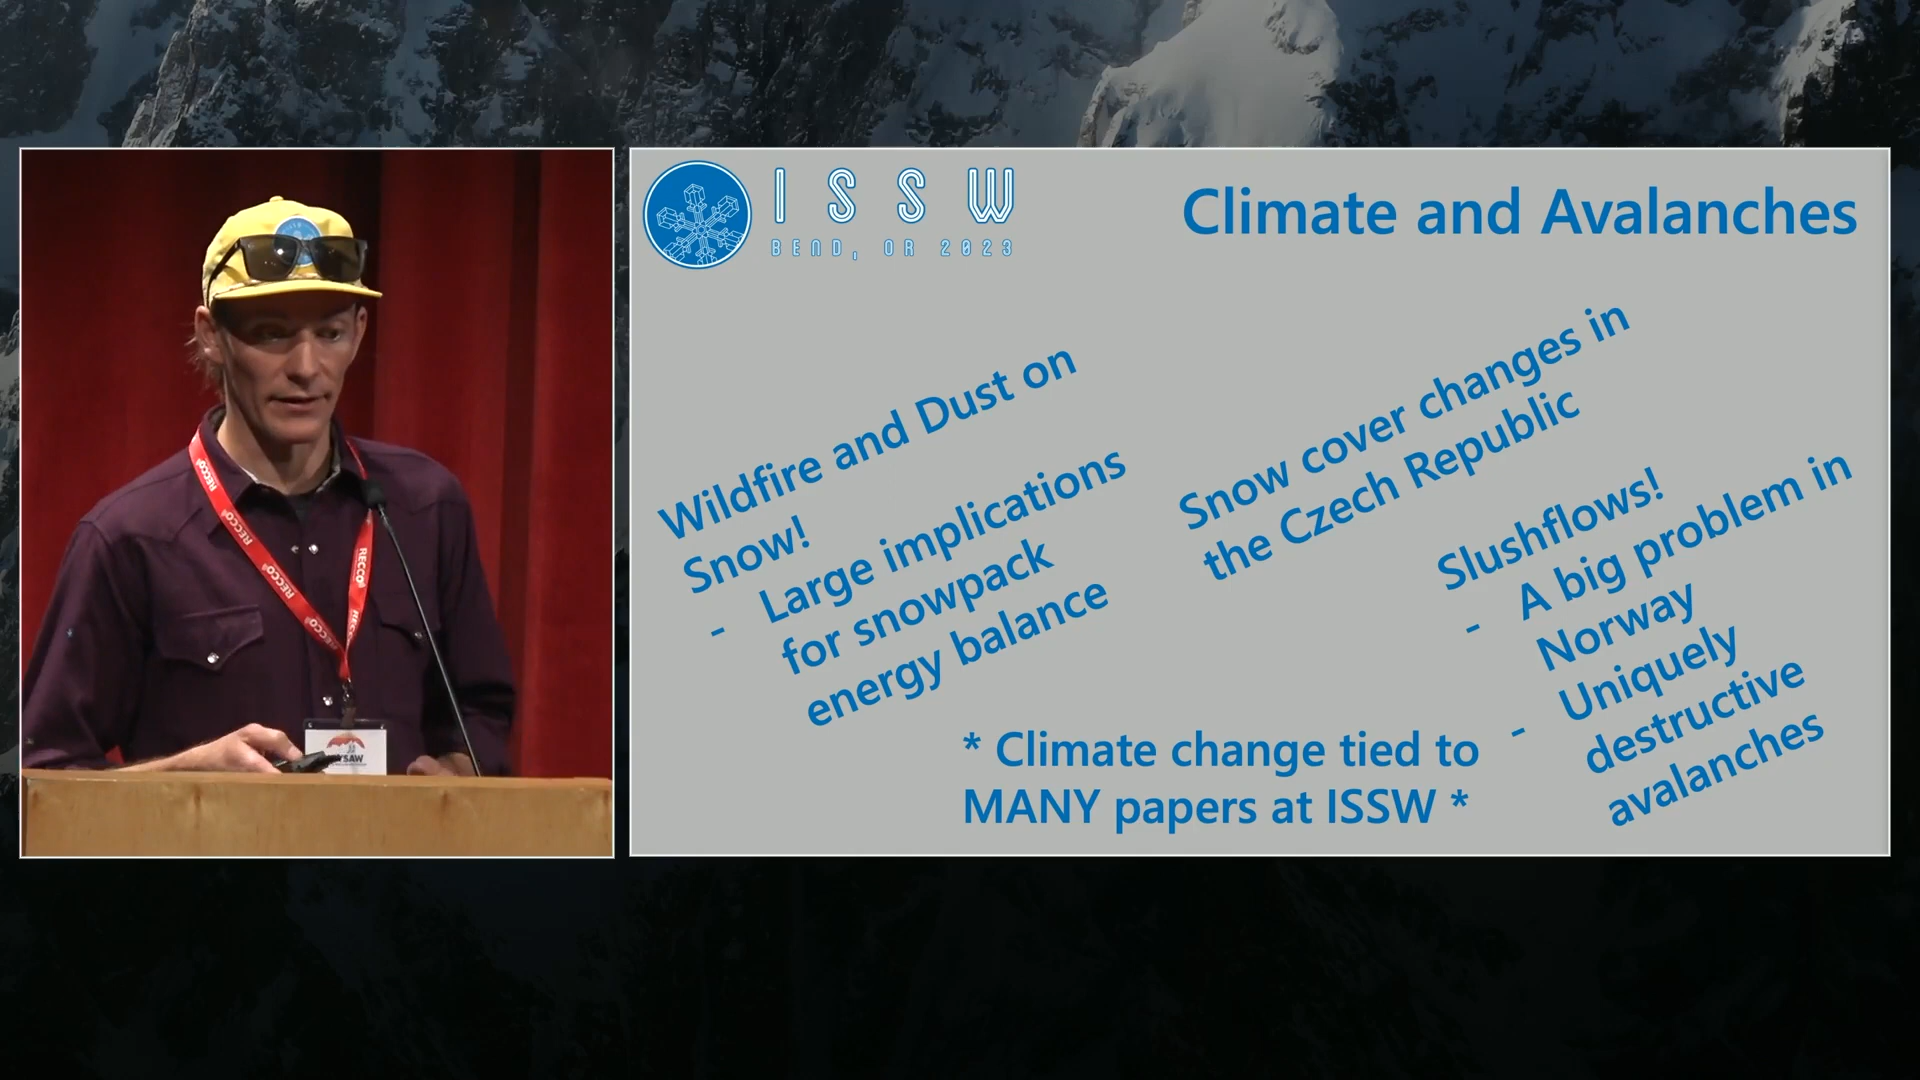 ISSW
BEND, OR 2023
Climate and Avalanches
Wildfire and Dust on
Snow!
- Large implications
for snowpack
energy balance
Snow cover changes in
the Czech Republic
Slushflows!
- A big problem in
Norway
- Uniquely
destructive
avalanches
* Climate change tied to
MANY papers at ISSW *
RECCO
RECCO
RECCO
RECCO
RECCO
SAW